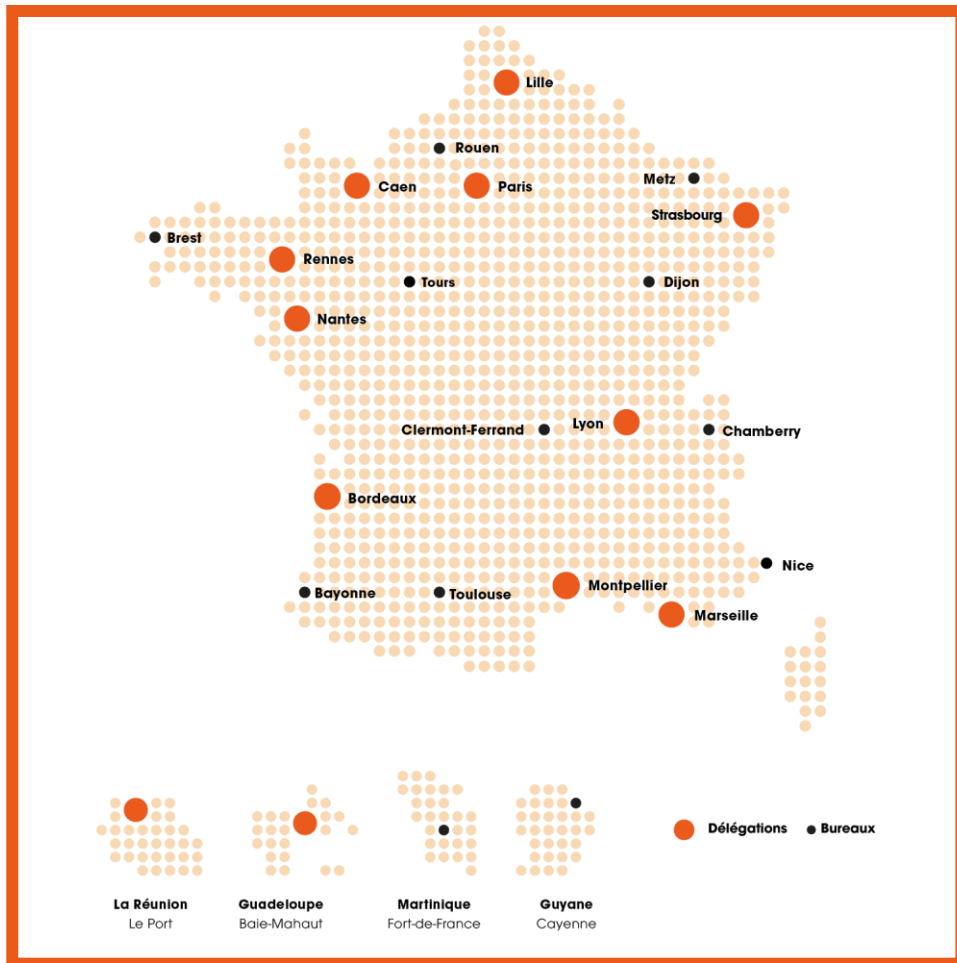 Lille
Rouen
Metz
Caen
Paris
Strasbourg
Brest
Rennes
Tours
Dijon
Nantes
Lyon
Clermont-Ferrand
Chamberry
Bordeaux
Nice
Montpellier
Bayonne
Toulouse
Marseille
Délégations
Bureaux
La Réunion
Le Port
Guadeloupe
Baie-Mahaut
Martinique
Fort-de-France
Guyane
Cayenne